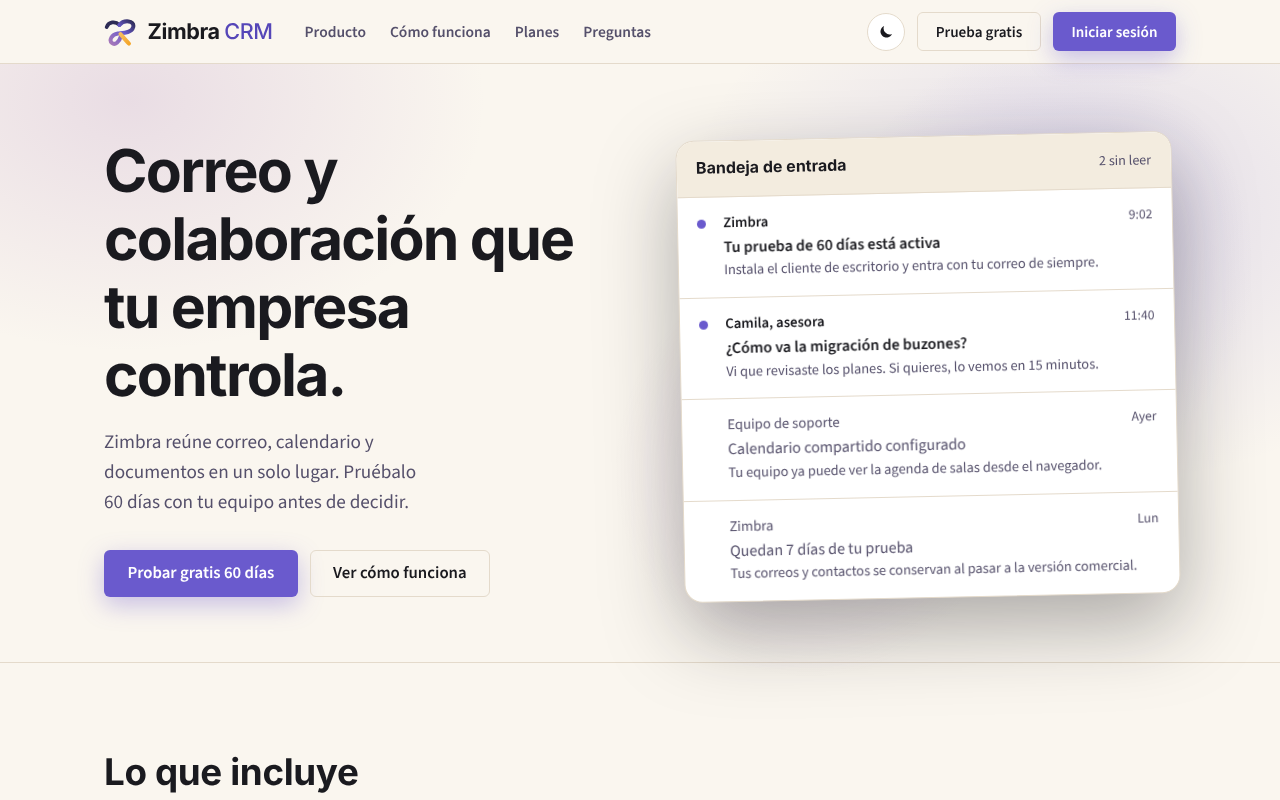 Zimbra CRM
Producto
Cómo funciona
Planes
Preguntas
Prueba gratis
Iniciar sesión
Correo y
colaboración que
tu empresa
controla.
Zimbra reúne correo, calendario y
documentos en un solo lugar. Pruébalo
60 días con tu equipo antes de decidir.
Probar gratis 60 días
Ver cómo funciona
Bandeja de entrada
2 sin leer
Zimbra
9:02
Tu prueba de 60 días está activa
Instala el cliente de escritorio y entra con tu correo de siempre.
Camila, asesora
11:40
¿Cómo va la migración de buzones?
Vi que revisaste los planes. Si quieres, lo vemos en 15 minutos.
Equipo de soporte
Ayer
Calendario compartido configurado
Tu equipo ya puede ver la agenda de salas desde el navegador.
Zimbra
Lun
Quedan 7 días de tu prueba
Tus correos y contactos se conservan al pasar a la versión comercial.
Lo que incluye